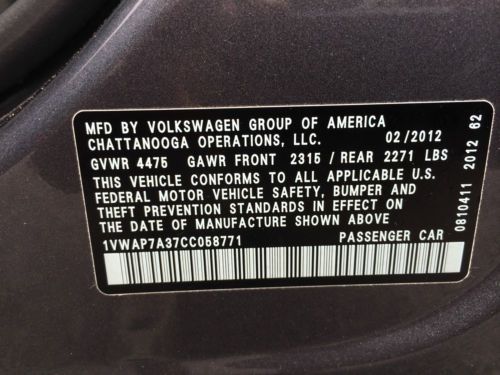 MFD BY VOLKSWAGEN GROUP OF AMERICA
CHATTANOOGA OPERATIONS, LLC. 02/2012
GVWR 4475 GAWR FRONT 2315 / REAR 2271 LBS
THIS VEHICLE CONFORMS TO ALL APPLICABLE U.S.
FEDERAL MOTOR VEHICLE SAFETY, BUMPER AND
THEFT PREVENTION STANDARDS IN EFFECT ON
THE DATE OF MANUFACTURE SHOWN ABOVE
1VWAP7A37CC058771 PASSENGER CAR
0810411 2012 62